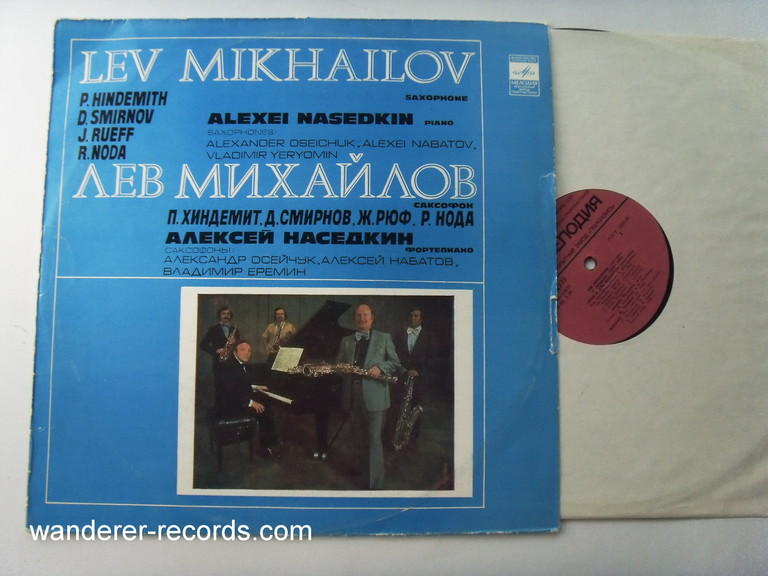 LEV MIKHAILOV
P. HINDEMITH
D. SMIRNOV
J. RUEFF
R. NODA
SAXOPHONE
ALEXEI NASEDKIN PIANO
SAXOPHONES:
ALEXANDER OSEICHUK, ALEXEI NABATOV,
VLADIMIR YERYOMIN
ЛЕВ МИХАЙЛОВ
САКСОФОН
П. ХИНДЕМИТ, Д. СМИРНОВ, Ж. РЮФ, Р. НОДА
АЛЕКСЕЙ НАСЕДКИН ФОРТЕПИАНО
САКСОФОНЫ:
АЛЕКСАНДР ОСЕЙЧУК, АЛЕКСЕЙ НАБАТОВ,
ВЛАДИМИР ЕРЕМИН
МЕЛОДИЯ
wanderer-records.com